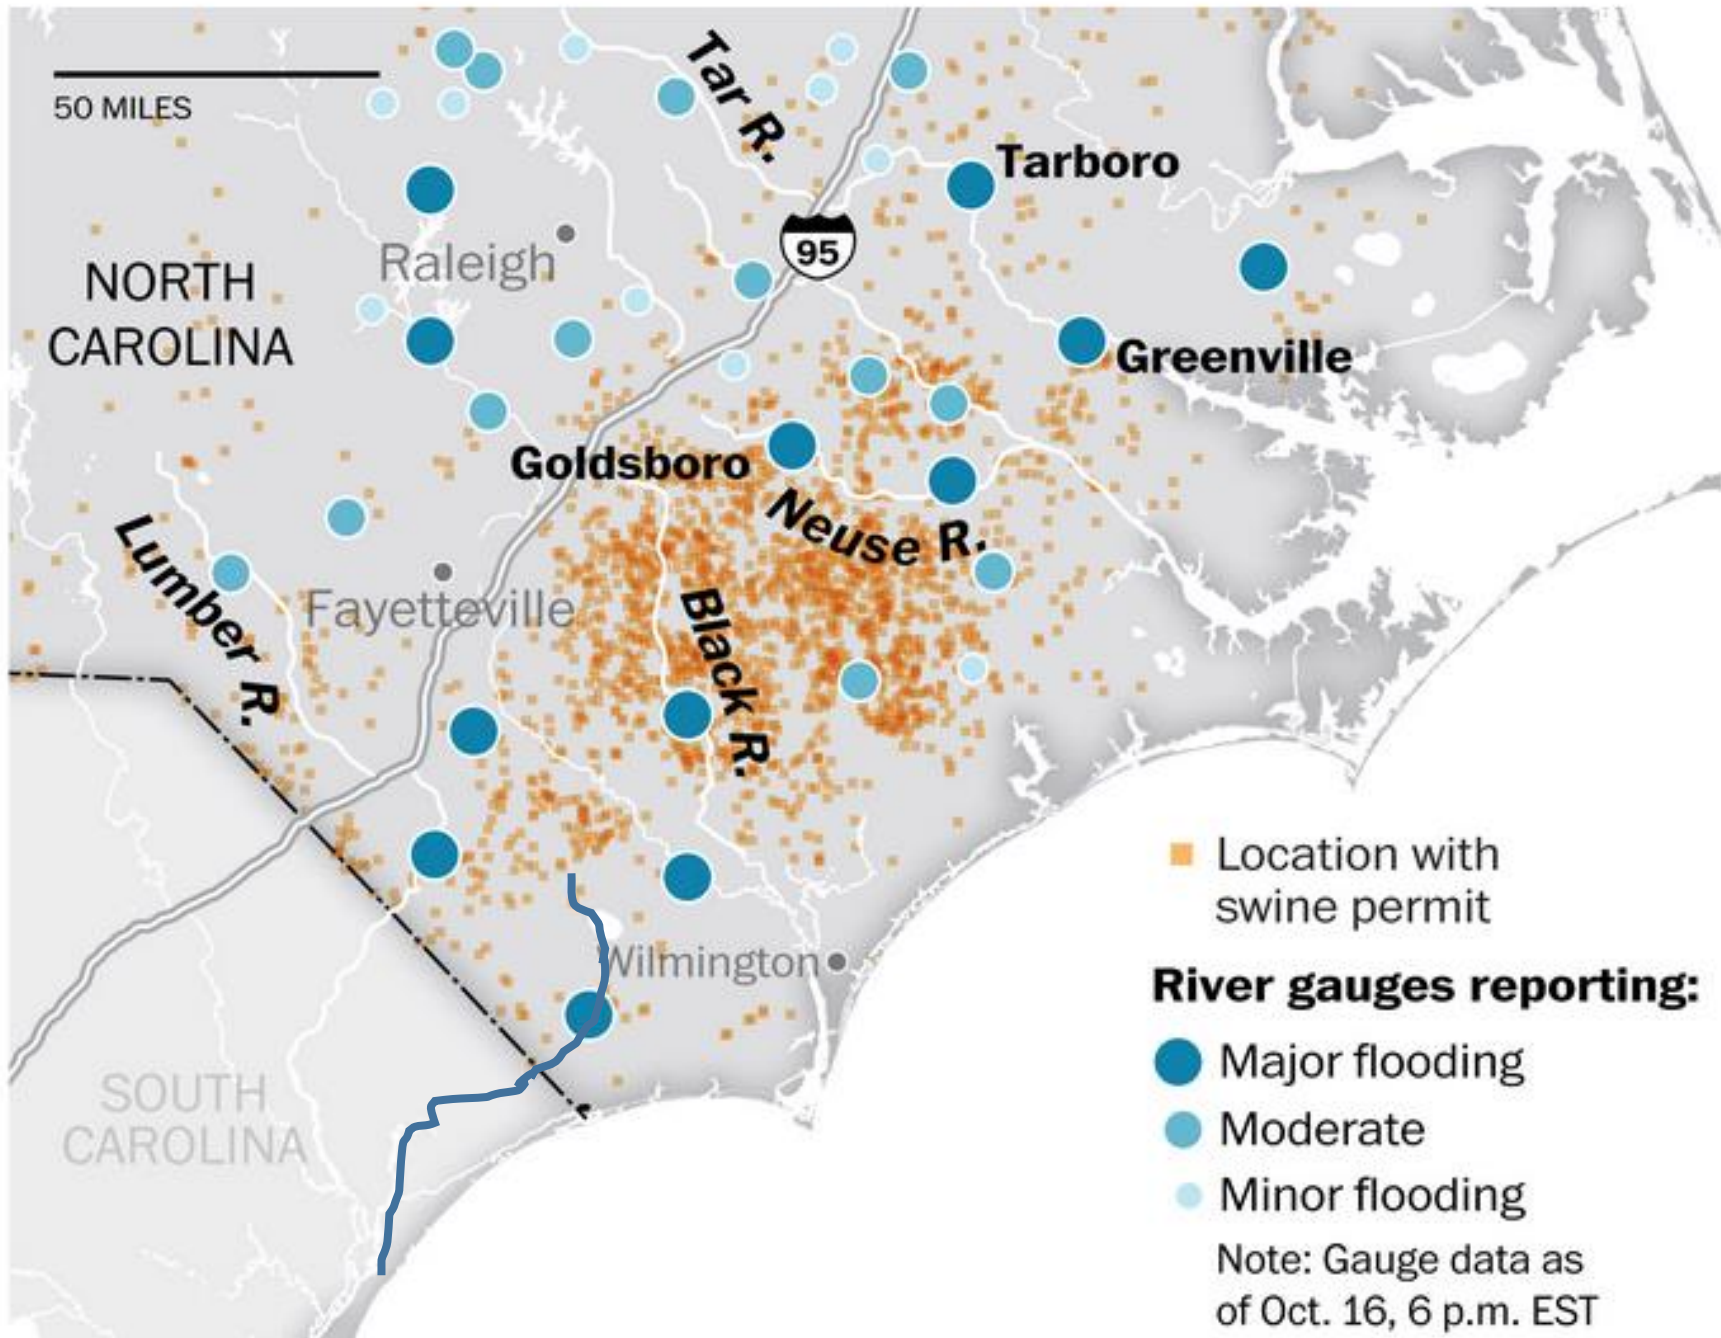 50 MILES
Tar R.
Tarboro
95
Raleigh
NORTH
CAROLINA
Greenville
Goldsboro
Neuse R.
Lumber R.
Fayetteville
Black R.
Location with
swine permit
Wilmington
River gauges reporting:
Major flooding
SOUTH
CAROLINA
Moderate
Minor flooding
Note: Gauge data as
of Oct. 16, 6 p.m. EST